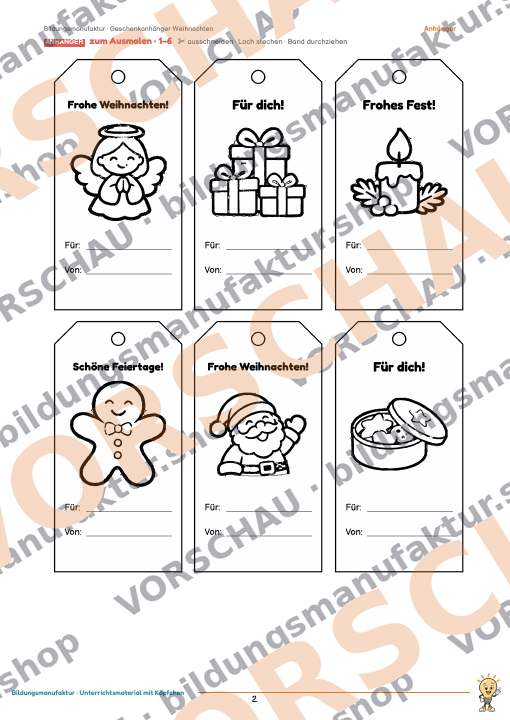 Bildungsmanufaktur · Geschenkanhänger Weihnachten
Anhänger
ANHÄNGER zum Ausmalen · 1–6 ✂ ausschneiden · Loch stechen · Band durchziehen
Frohe Weihnachten!
Für:
Von:
Für dich!
Für:
Von:
Frohes Fest!
Für:
Von:
Schöne Feiertage!
Für:
Von:
Frohe Weihnachten!
Für:
Von:
Für dich!
Für:
Von:
VORSCHAU · bildungsmanufaktur.shop
VORSCHAU
Bildungsmanufaktur · Unterrichtsmaterial mit Köpfchen
2